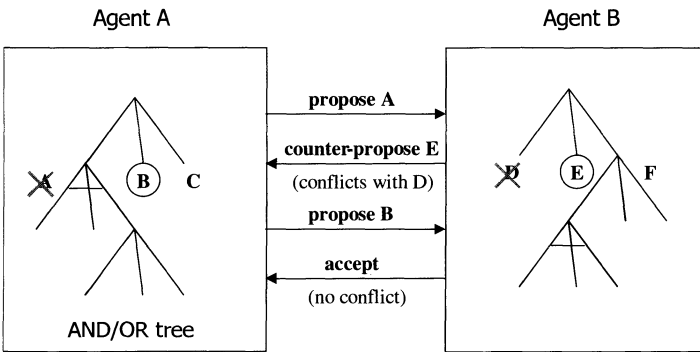 Agent A
Agent B
propose A
counter-propose E
(conflicts with D)
propose B
accept
(no conflict)
A
B
C
AND/OR tree
D
E
F